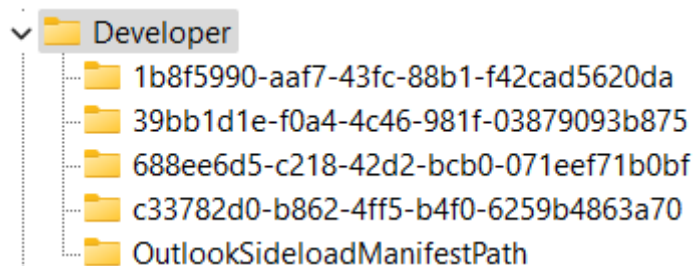 Developer
1b8f5990-aaf7-43fc-88b1-f42cad5620da
39bb1d1e-f0a4-4c46-981f-03879093b875
688ee6d5-c218-42d2-bcb0-071eef71b0bf
c33782d0-b862-4ff5-b4f0-6259b4863a70
OutlookSideloadManifestPath